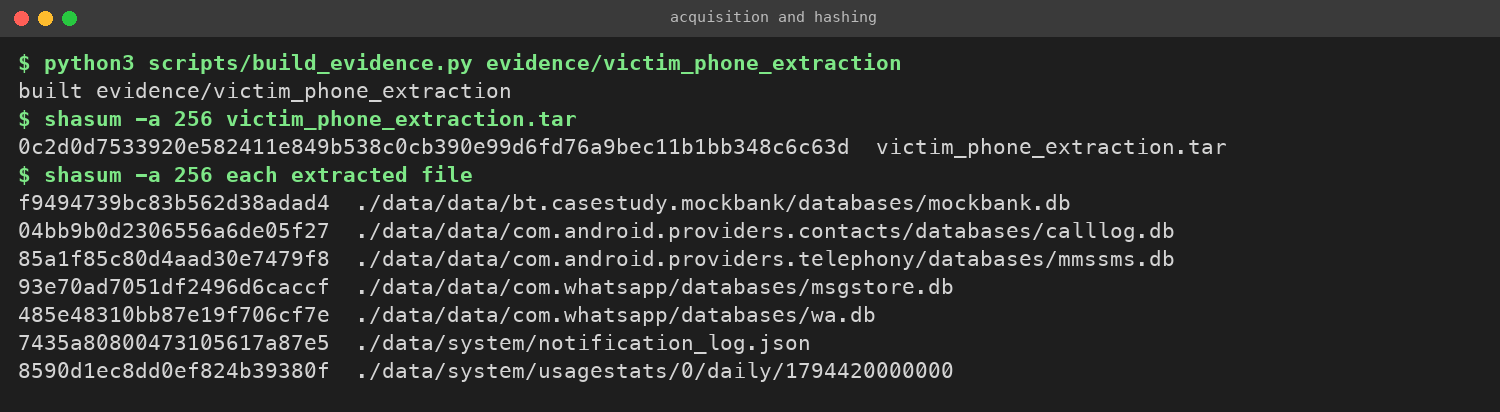 acquisition and hashing
$ python3 scripts/build_evidence.py evidence/victim_phone_extraction
built evidence/victim_phone_extraction
$ shasum -a 256 victim_phone_extraction.tar
0c2d0d7533920e582411e849b538c0cb390e99d6fd76a9bec11b1bb348c6c63d  victim_phone_extraction.tar
$ shasum -a 256 each extracted file
f9494739bc83b562d38adad4  ./data/data/bt.casestudy.mockbank/databases/mockbank.db
04bb9b0d2306556a6de05f27  ./data/data/com.android.providers.contacts/databases/calllog.db
85a1f85c80d4aad30e7479f8  ./data/data/com.android.providers.telephony/databases/mmssms.db
93e70ad7051df2496d6caccf  ./data/data/com.whatsapp/databases/msgstore.db
485e48310bb87e19f706cf7e  ./data/data/com.whatsapp/databases/wa.db
7435a80800473105617a87e5  ./data/system/notification_log.json
8590d1ec8dd0ef824b39380f  ./data/system/usagestats/0/daily/1794420000000